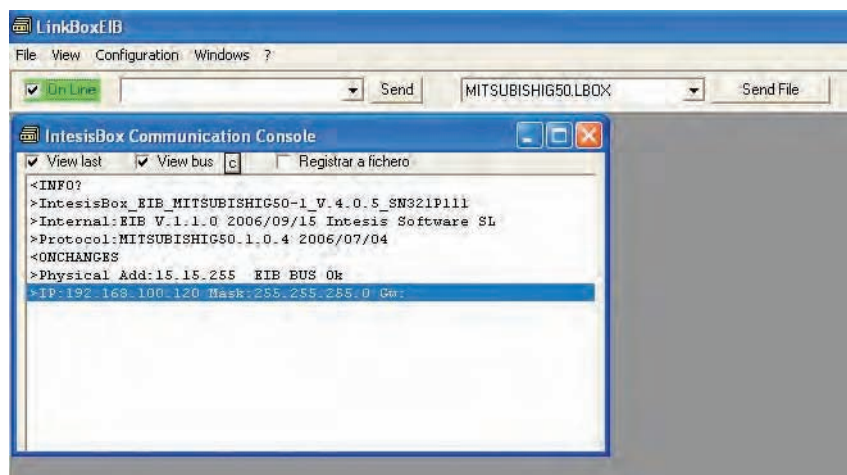 LinkBoxEIB
File View Configuration Windows ?
On Line Send MITSUBISHIG50.LBOX Send File
IntesisBox Communication Console
View last View bus c Registrar a fichero
<INFO?
>IntesisBox_EIB_MITSUBISHIG50-1_V.4.0.5_SN321P111
>Internal:EIB V.1.1.0 2006/09/15 Intesis Software SL
>Protocol:MITSUBISHIG50.1.0.4 2006/07/04
<ONCHANGES
>Physical Add:15.15.255 EIB BUS Ok
>IP:192.168.100.120 Mask:255.255.255.0 Gw: